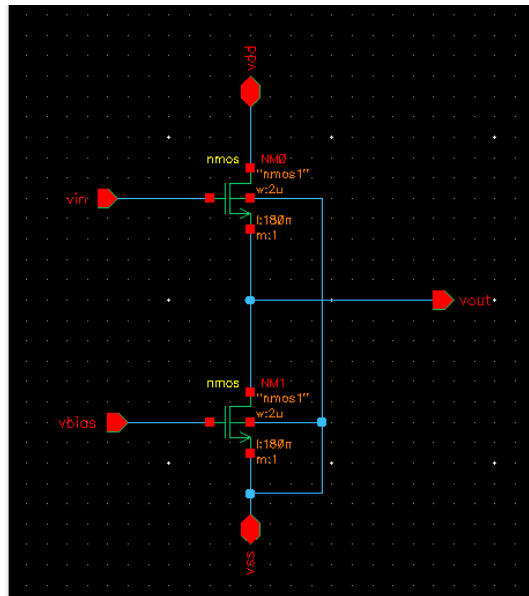 vdd
nmos NM0
"nmos1"
w:2u
vin
l:180n
m:1
vout
nmos NM1
"nmos1"
w:2u
vbias
l:180n
m:1
vss